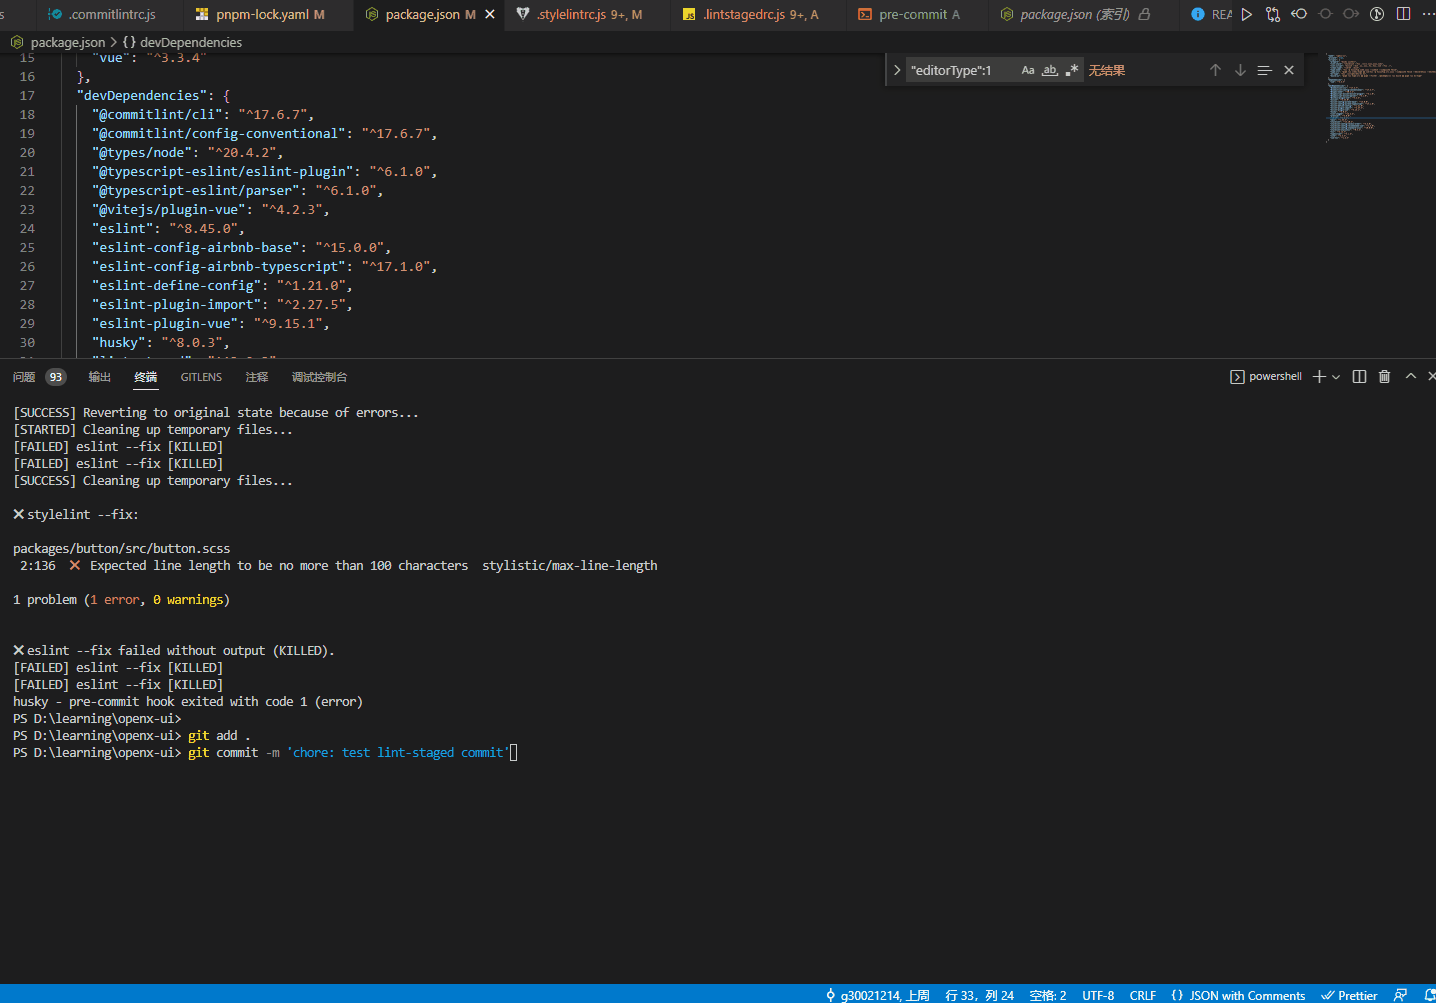 s
.commitlintrc.js
pnpm-lock.yaml M
package.json M
.stylelintrc.js 9+, M
.lintstagedrc.js 9+, A
pre-commit A
package.json (索引)
REA
package.json > {} devDependencies
"editorType":1
无结果
15 "vue": "^3.3.4"
16 },
17 "devDependencies": {
18 "@commitlint/cli": "^17.6.7",
19 "@commitlint/config-conventional": "^17.6.7",
20 "@types/node": "^20.4.2",
21 "@typescript-eslint/eslint-plugin": "^6.1.0",
22 "@typescript-eslint/parser": "^6.1.0",
23 "@vitejs/plugin-vue": "^4.2.3",
24 "eslint": "^8.45.0",
25 "eslint-config-airbnb-base": "^15.0.0",
26 "eslint-config-airbnb-typescript": "^17.1.0",
27 "eslint-define-config": "^1.21.0",
28 "eslint-plugin-import": "^2.27.5",
29 "eslint-plugin-vue": "^9.15.1",
30 "husky": "^8.0.3",
问题 93 输出 终端 GITLENS 注释 调试控制台
powershell
[SUCCESS] Reverting to original state because of errors...
[STARTED] Cleaning up temporary files...
[FAILED] eslint --fix [KILLED]
[FAILED] eslint --fix [KILLED]
[SUCCESS] Cleaning up temporary files...
stylelint --fix:
packages/button/src/button.scss
2:136 Expected line length to be no more than 100 characters stylistic/max-line-length
1 problem (1 error, 0 warnings)
eslint --fix failed without output (KILLED).
[FAILED] eslint --fix [KILLED]
[FAILED] eslint --fix [KILLED]
husky - pre-commit hook exited with code 1 (error)
PS D:\learning\openx-ui>
PS D:\learning\openx-ui> git add .
PS D:\learning\openx-ui> git commit -m 'chore: test lint-staged commit'
g30021214, 上周 行 33, 列 24 空格: 2 UTF-8 CRLF {} JSON with Comments Prettier